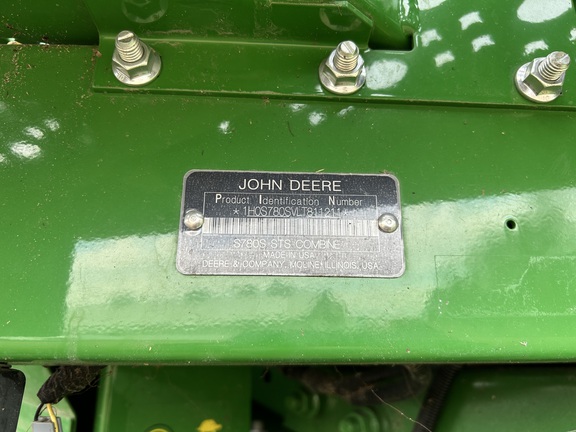 JOHN DEERE
Product Identification Number
*1H0S780SVLT811211*
S780S STS COMBINE
MADE IN USA
DEERE & COMPANY, MOLINE, ILLINOIS, USA